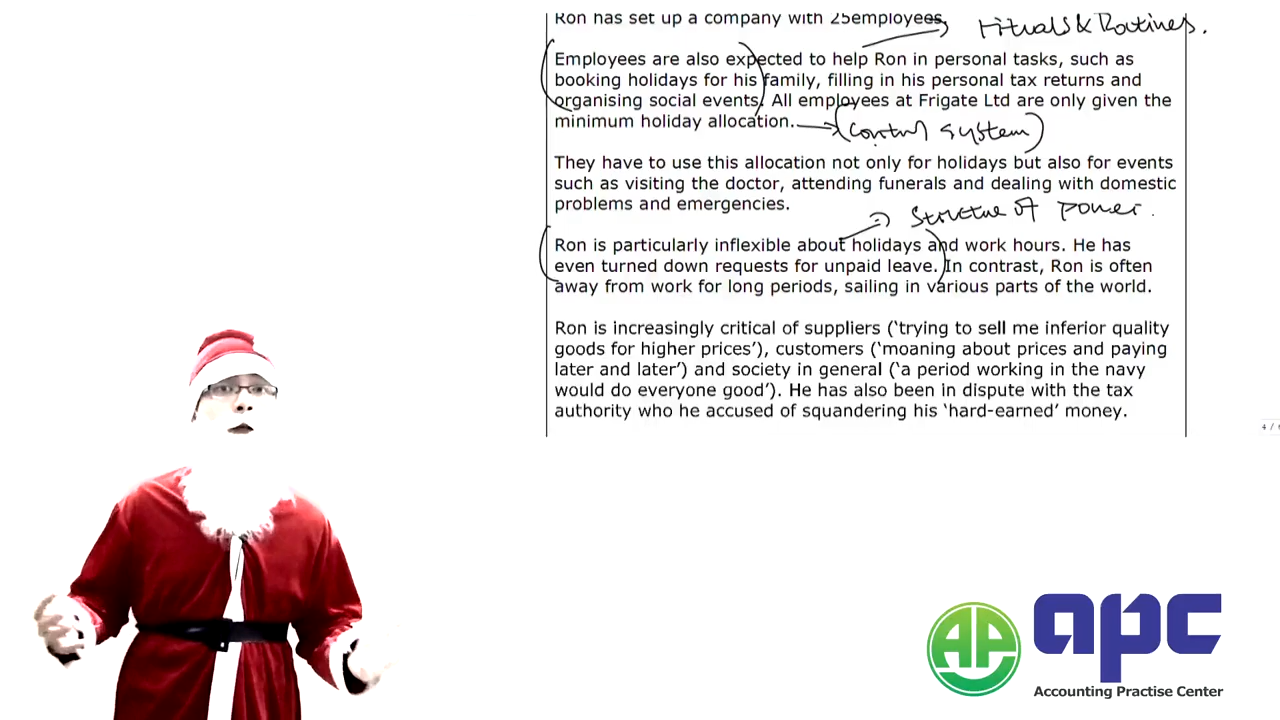 Ron has set up a company with 25employees.
rituals & Routines.
Employees are also expected to help Ron in personal tasks, such as
booking holidays for his family, filling in his personal tax returns and
organising social events. All employees at Frigate Ltd are only given the
minimum holiday allocation.
(control system)
They have to use this allocation not only for holidays but also for events
such as visiting the doctor, attending funerals and dealing with domestic
problems and emergencies.
Structure of Power.
Ron is particularly inflexible about holidays and work hours. He has
even turned down requests for unpaid leave. In contrast, Ron is often
away from work for long periods, sailing in various parts of the world.
Ron is increasingly critical of suppliers (‘trying to sell me inferior quality
goods for higher prices’), customers (‘moaning about prices and paying
later and later’) and society in general (‘a period working in the navy
would do everyone good’). He has also been in dispute with the tax
authority who he accused of squandering his ‘hard-earned’ money.
4 /
AP
apc
Accounting Practise Center